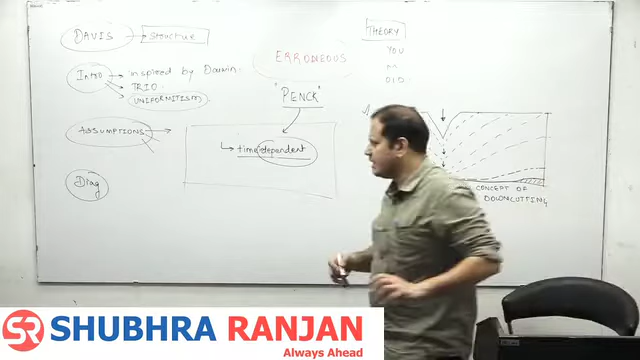 DAVIS → Structure
Intro → inspired by Darwin.
→ TRIO.
→ UNIFORMITISM
ASSUMPTIONS →
Diag
ERRONEOUS
'PENCK'
↳ time dependent
THEORY
YOU
OLD
CONCEPT OF
DOWNCUTTING
SR SHUBHRA RANJAN
Always Ahead